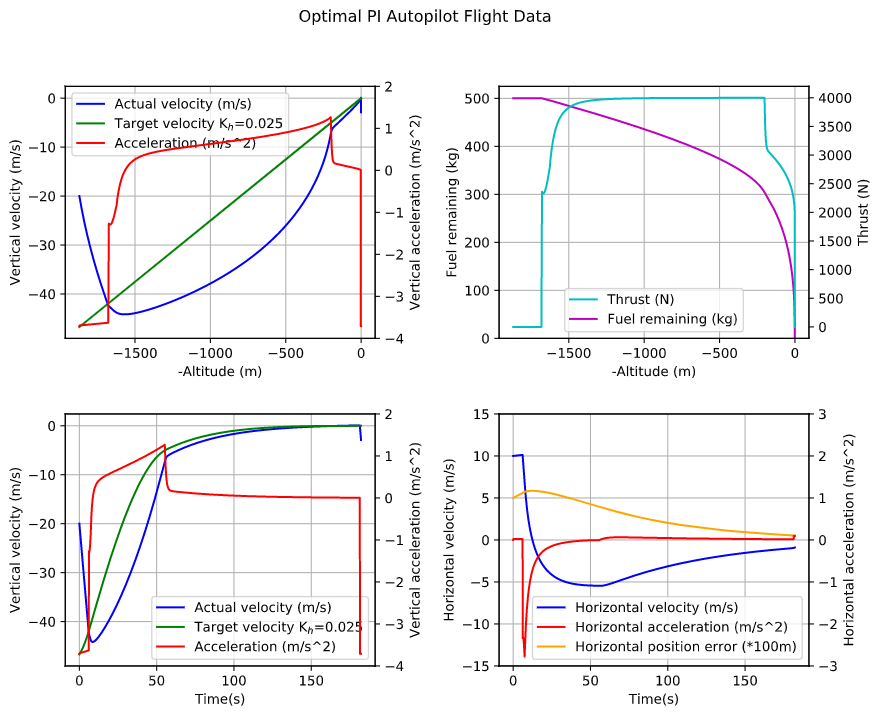 Optimal PI Autopilot Flight Data
2
0
Actual velocity (m/s)
Target velocity K_h=0.025
Acceleration (m/s^2)
1
−10
0
−20
−1
−30
−2
−40
−3
−4
−1500
−1000
−500
0
-Altitude (m)
Vertical velocity (m/s)
Vertical acceleration (m/s^2)
500
400
300
200
100
0
4000
3500
3000
2500
2000
1500
1000
500
0
Thrust (N)
Fuel remaining (kg)
−1500
−1000
−500
0
-Altitude (m)
Fuel remaining (kg)
Thrust (N)
0
−10
−20
−30
−40
2
1
0
−1
−2
−3
−4
Actual velocity (m/s)
Target velocity K_h=0.025
Acceleration (m/s^2)
0
50
100
150
Time(s)
Vertical velocity (m/s)
Vertical acceleration (m/s^2)
15
10
5
0
−5
−10
−15
3
2
1
0
−1
−2
−3
Horizontal velocity (m/s)
Horizontal acceleration (m/s^2)
Horizontal position error (*100m)
0
50
100
150
Time(s)
Horizontal velocity (m/s)
Horizontal acceleration (m/s^2)